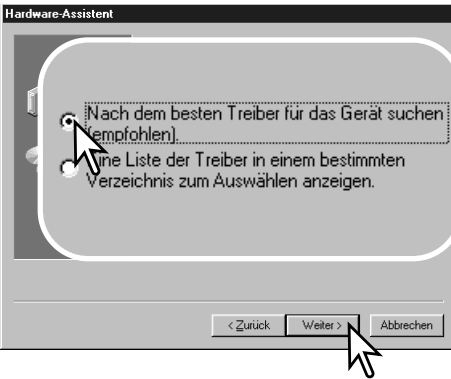 Hardware-Assistent
Nach dem besten Treiber für das Gerät suchen
(empfohlen).
Eine Liste der Treiber in einem bestimmten
Verzeichnis zum Auswählen anzeigen.
< Zurück Weiter > Abbrechen